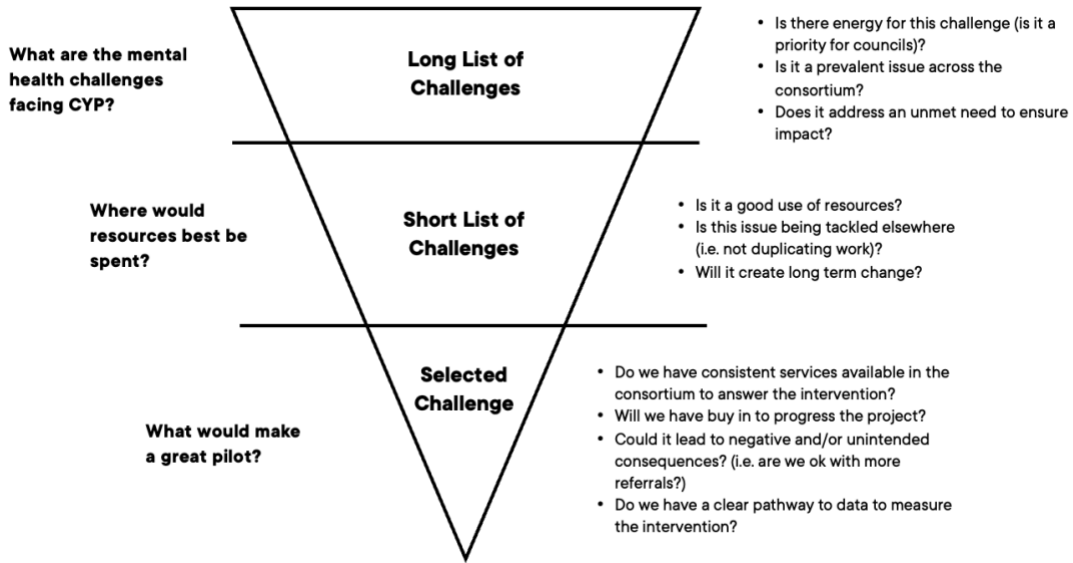 What are the mental
health challenges
facing CYP?
Long List of
Challenges
• Is there energy for this challenge (is it a
priority for councils)?
• Is it a prevalent issue across the
consortium?
• Does it address an unmet need to ensure
impact?
Where would
resources best be
spent?
Short List of
Challenges
• Is it a good use of resources?
• Is this issue being tackled elsewhere
(i.e. not duplicating work)?
• Will it create long term change?
What would make
a great pilot?
Selected
Challenge
• Do we have consistent services available in the
consortium to answer the intervention?
• Will we have buy in to progress the project?
• Could it lead to negative and/or unintended
consequences? (i.e. are we ok with more
referrals?)
• Do we have a clear pathway to data to measure
the intervention?